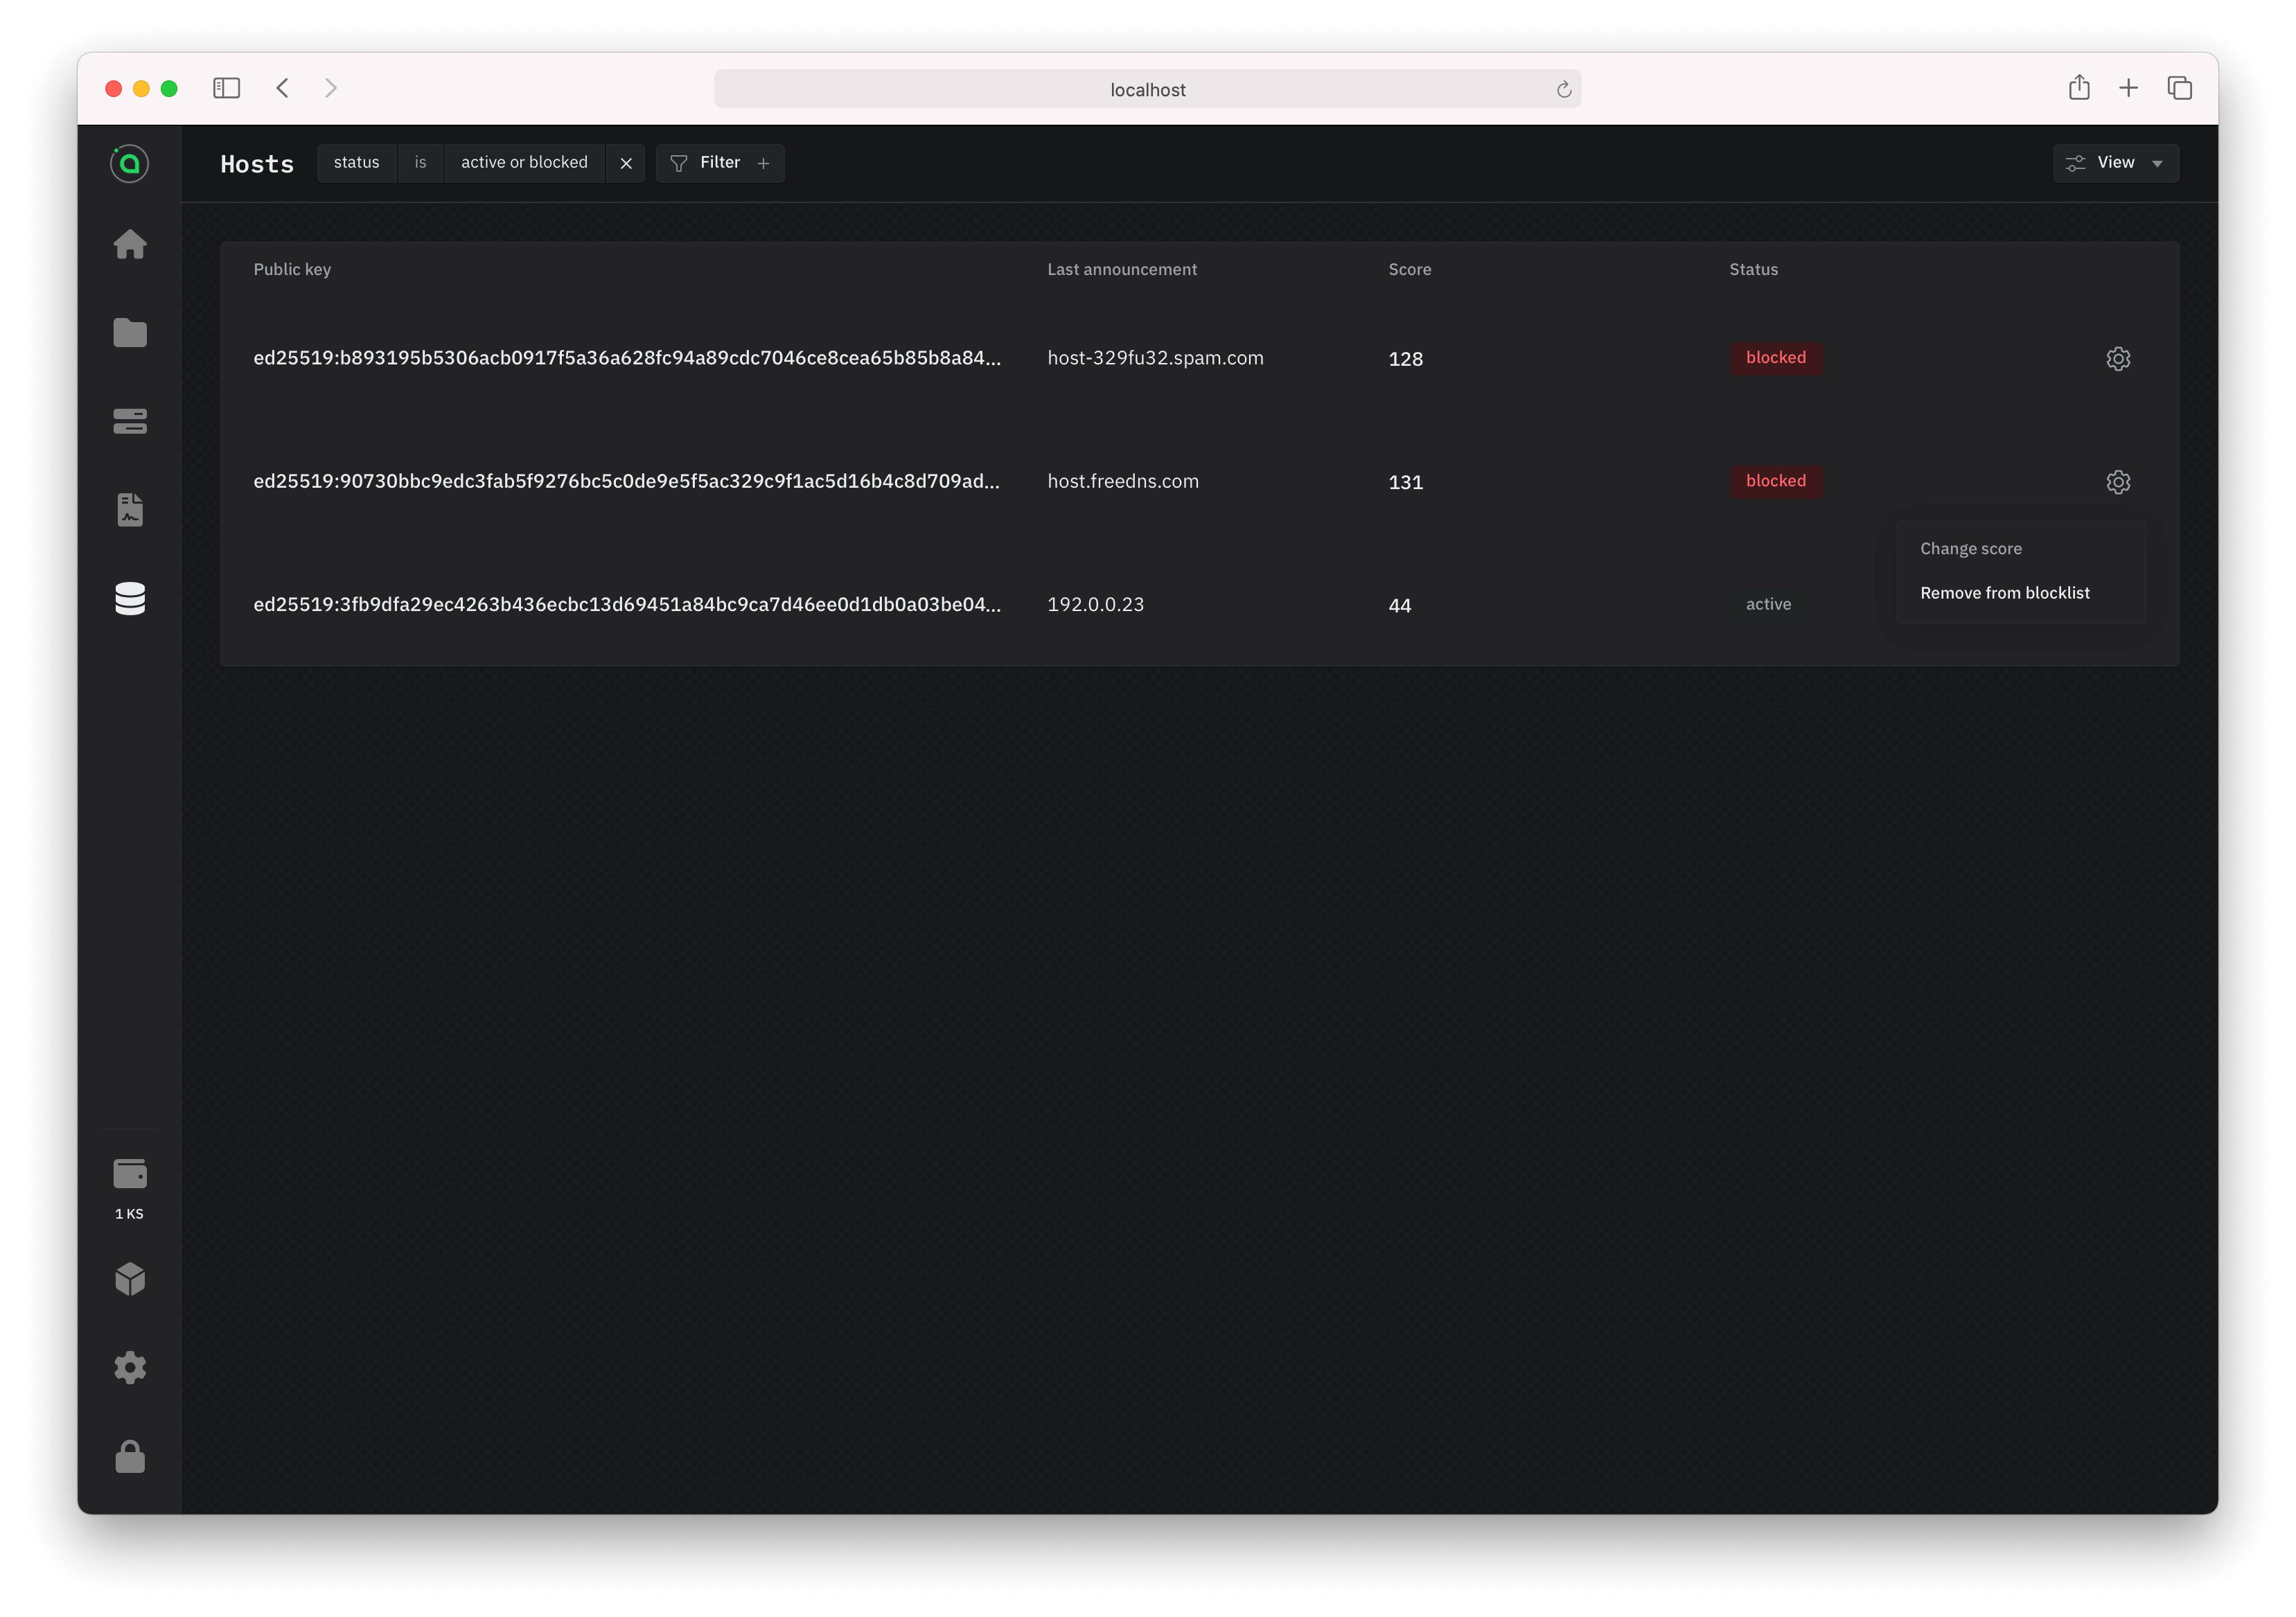 localhost
Hosts status is active or blocked Filter View
Public key Last announcement Score Status
ed25519:b893195b5306acb0917f5a36a628fc94a89cdc7046ce8cea65b85b8a84... host-329fu32.spam.com 128 blocked
ed25519:90730bbc9edc3fab5f9276bc5c0de9e5f5ac329c9f1ac5d16b4c8d709ad... host.freedns.com 131 blocked
Change score
Remove from blocklist
ed25519:3fb9dfa29ec4263b436ecbc13d69451a84bc9ca7d46ee0d1db0a03be04... 192.0.0.23 44 active
1 KS